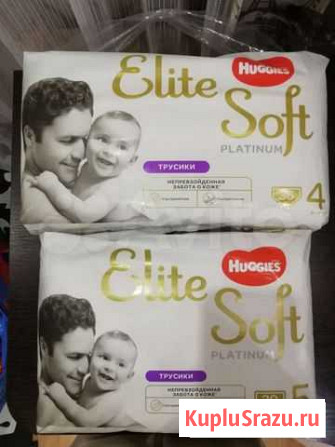 HUGGIES
Elite
Soft
PLATINUM
ТРУСИКИ
НЕПРЕВЗОЙДЕННАЯ
ЗАБОТА О КОЖЕ
4
HUGGIES
Elite
Soft
PLATINUM
ТРУСИКИ
НЕПРЕВЗОЙДЕННАЯ
ЗАБОТА О КОЖЕ
5
KupluSrazu.ru